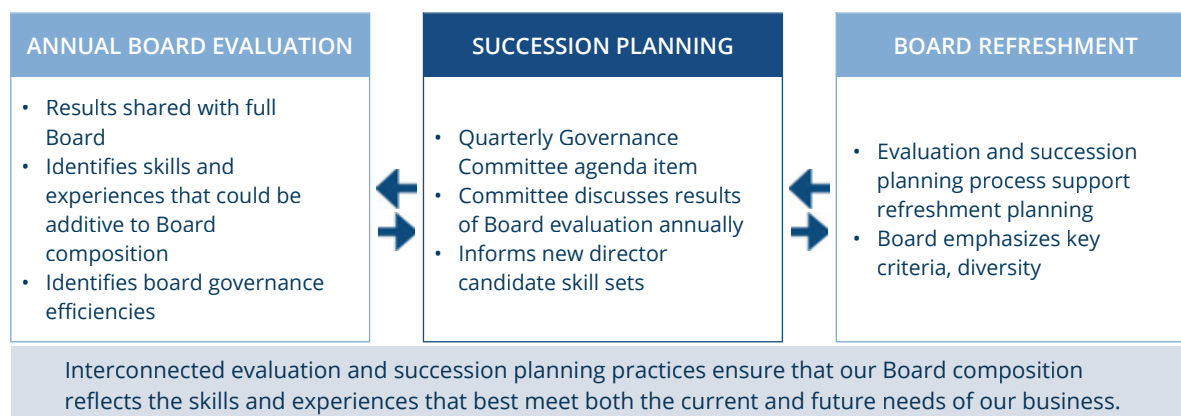 ANNUAL BOARD EVALUATION
• Results shared with full
Board
• Identifies skills and
experiences that could be
additive to Board
composition
• Identifies board governance
efficiencies
SUCCESSION PLANNING
• Quarterly Governance
Committee agenda item
• Committee discusses results
of Board evaluation annually
• Informs new director
candidate skill sets
BOARD REFRESHMENT
• Evaluation and succession
planning process support
refreshment planning
• Board emphasizes key
criteria, diversity
Interconnected evaluation and succession planning practices ensure that our Board composition
reflects the skills and experiences that best meet both the current and future needs of our business.